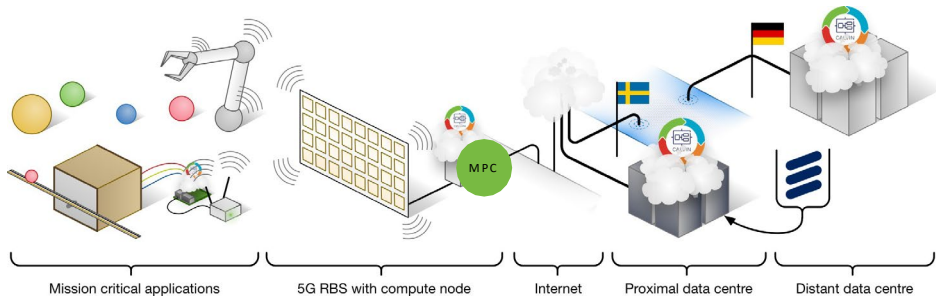 CALVIN
CALVIN
MPC
Mission critical applications
5G RBS with compute node
Internet
Proximal data centre
Distant data centre